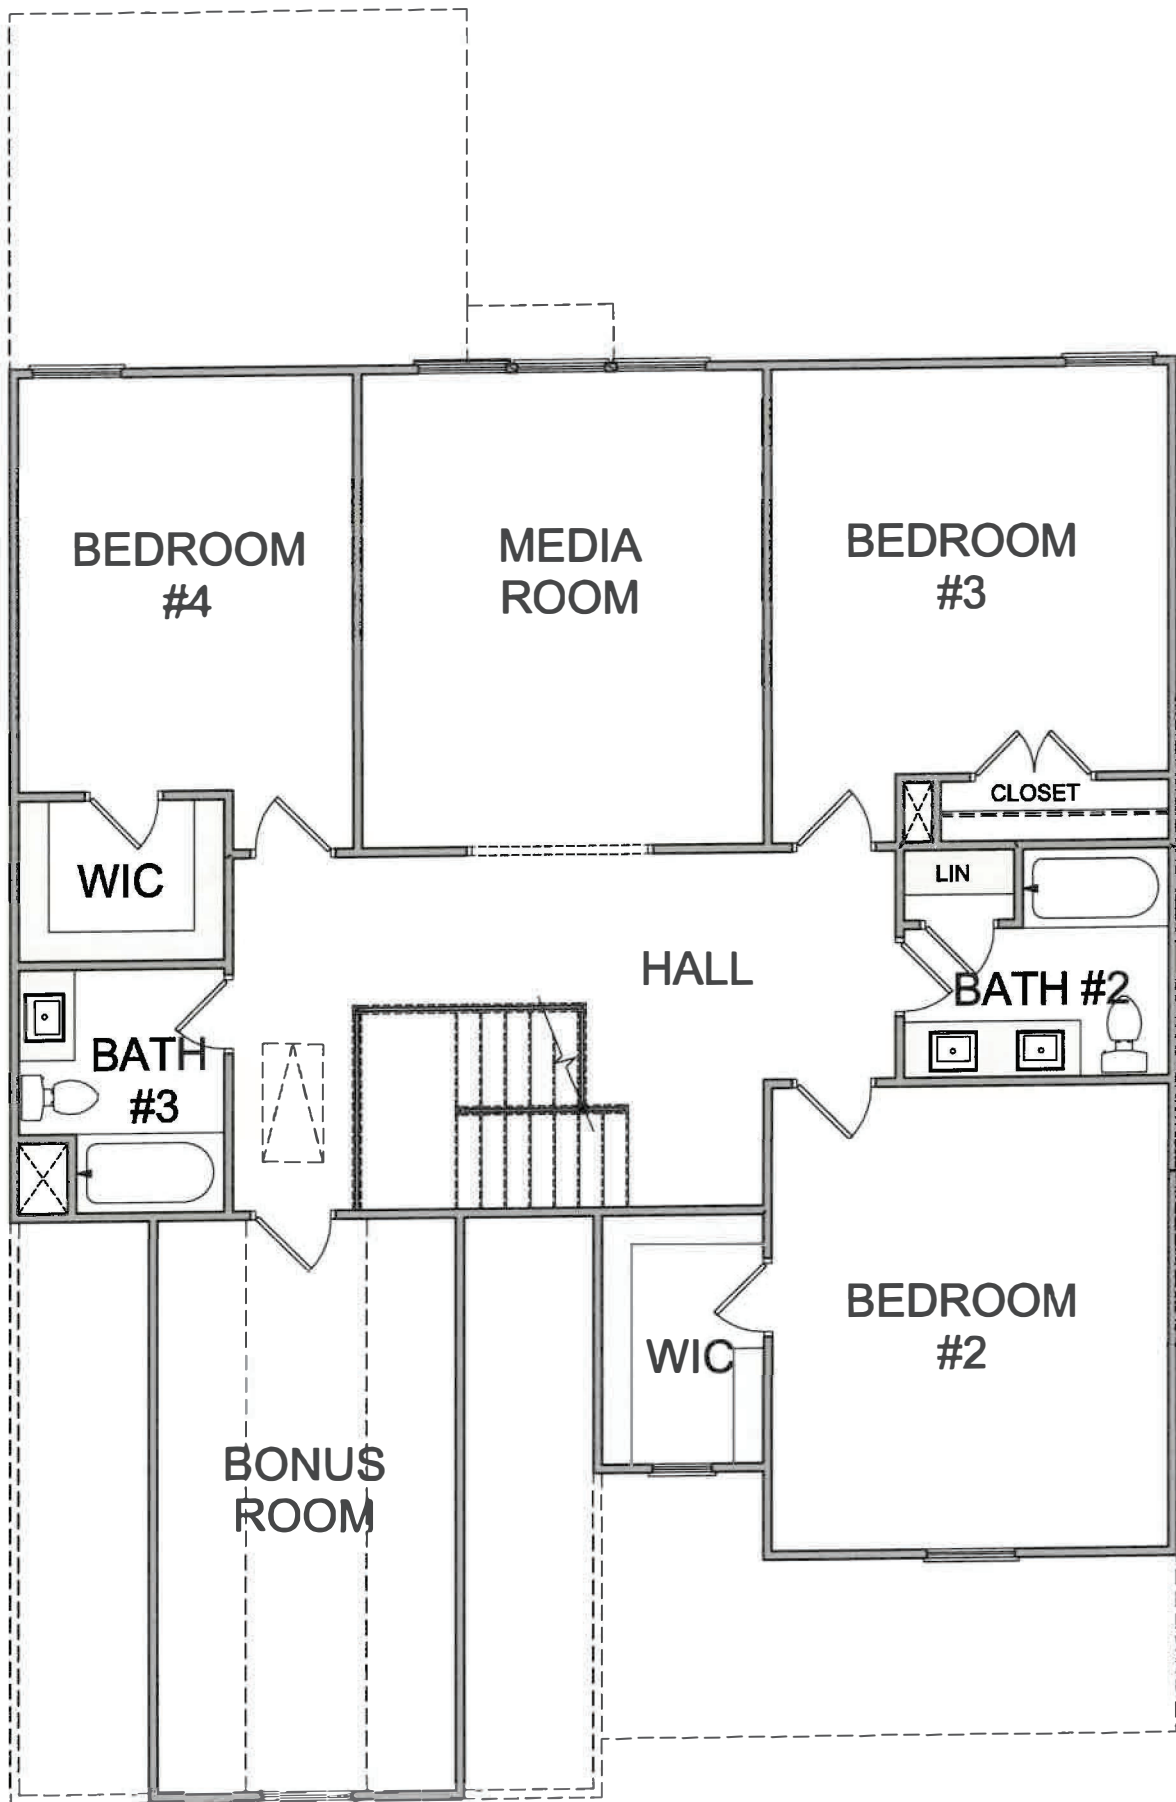 BEDROOM
#4
MEDIA
ROOM
BEDROOM
#3
CLOSET
WIC
LIN
HALL
BATH #2
BATH
#3
BEDROOM
#2
WIC
BONUS
ROOM